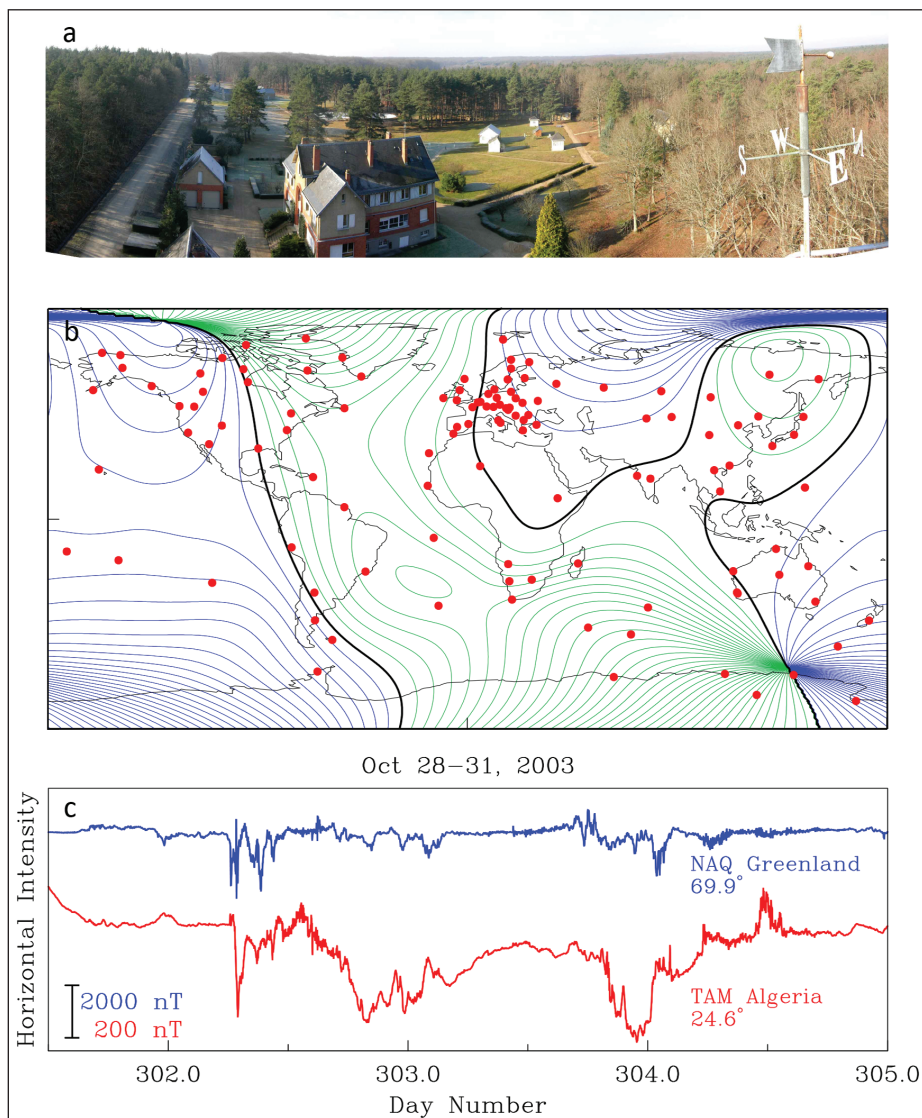 a
S W E N
b
Oct 28–31, 2003
Horizontal Intensity
c
NAQ Greenland
69.9°
2000 nT
200 nT
TAM Algeria
24.6°
302.0 303.0 304.0 305.0
Day Number